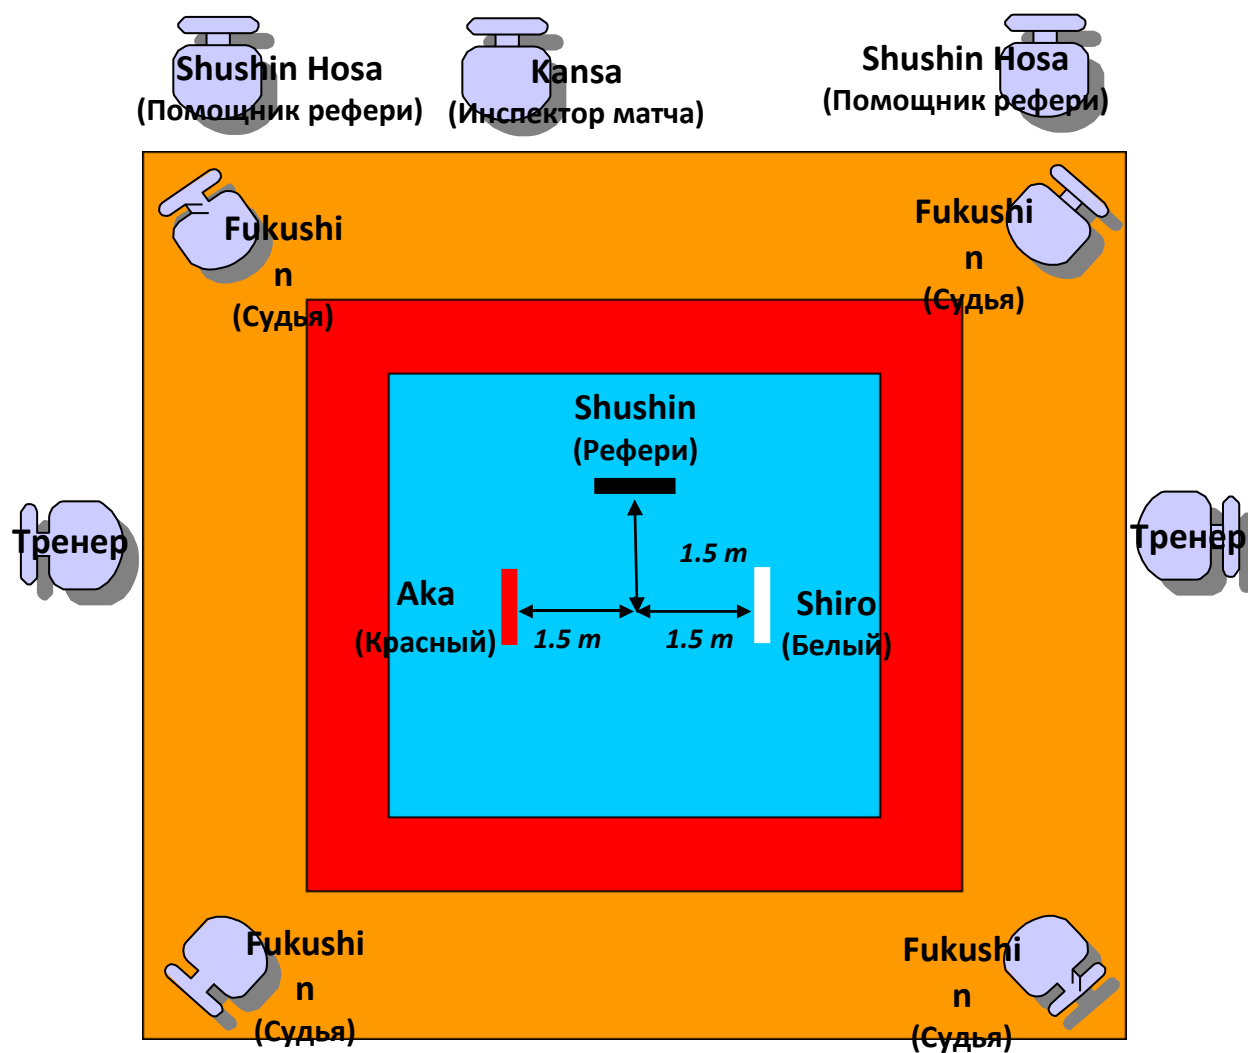 Shushin Hosa
(Помощник рефери)
Kansa
(Инспектор матча)
Shushin Hosa
(Помощник рефери)
Fukushi
n
(Судья)
Fukushi
n
(Судья)
Shushin
(Рефери)
Тренер
Тренер
1.5 m
Aka
(Красный)
1.5 m
1.5 m
Shiro
(Белый)
Fukushi
n
(Судья)
Fukushi
n
(Судья)